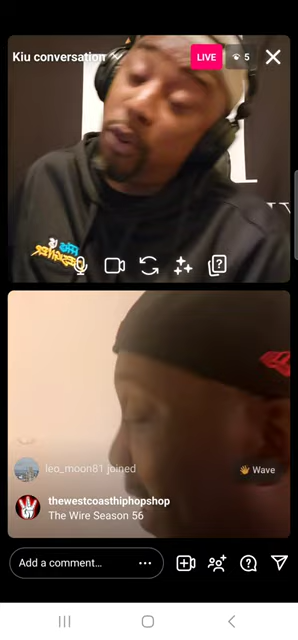 Kiu conversation
LIVE
5
leo_moon81 joined
👋 Wave
thewestcoasthiphopshop
The Wire Season 56
Add a comment...